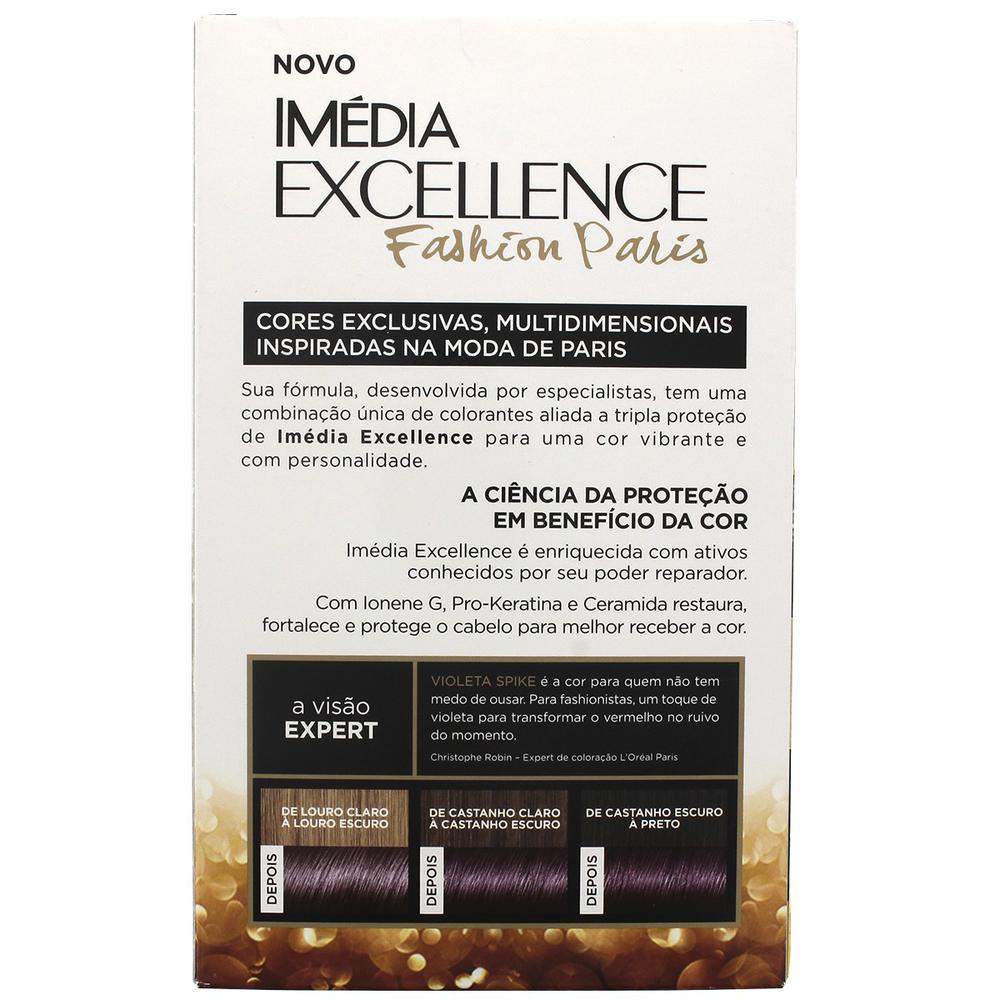 NOVO
IMÉDIA
EXCELLENCE
Fashion Paris
CORES EXCLUSIVAS, MULTIDIMENSIONAIS
INSPIRADAS NA MODA DE PARIS
Sua fórmula, desenvolvida por especialistas, tem uma
combinação única de colorantes aliada a tripla proteção
de Imédia Excellence para uma cor vibrante e
com personalidade.
A CIÊNCIA DA PROTEÇÃO
EM BENEFÍCIO DA COR
Imédia Excellence é enriquecida com ativos
conhecidos por seu poder reparador.
Com Ionene G, Pro-Keratina e Ceramida restaura,
fortalece e protege o cabelo para melhor receber a cor.
a visão
EXPERT
VIOLETA SPIKE é a cor para quem não tem
medo de ousar. Para fashionistas, um toque de
violeta para transformar o vermelho no ruivo
do momento.
Christophe Robin – Expert de coloração L'Oréal Paris
DE LOURO CLARO
À LOURO ESCURO
DEPOIS
DE CASTANHO CLARO
À CASTANHO ESCURO
DEPOIS
DE CASTANHO ESCURO
À PRETO
DEPOIS